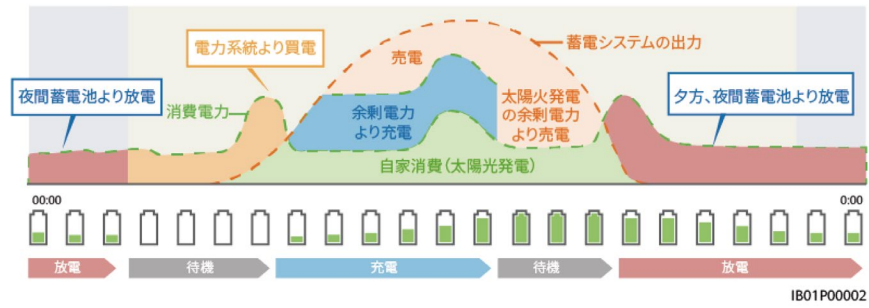 電力系統より買電
売電
蓄電システムの出力
夜間蓄電池より放電
消費電力
余剰電力
より充電
太陽火発電
の余剰電力
より売電
夕方、夜間蓄電池より放電
自家消費(太陽光発電)
00:00
0:00
放電
待機
充電
待機
放電
IB01P00002